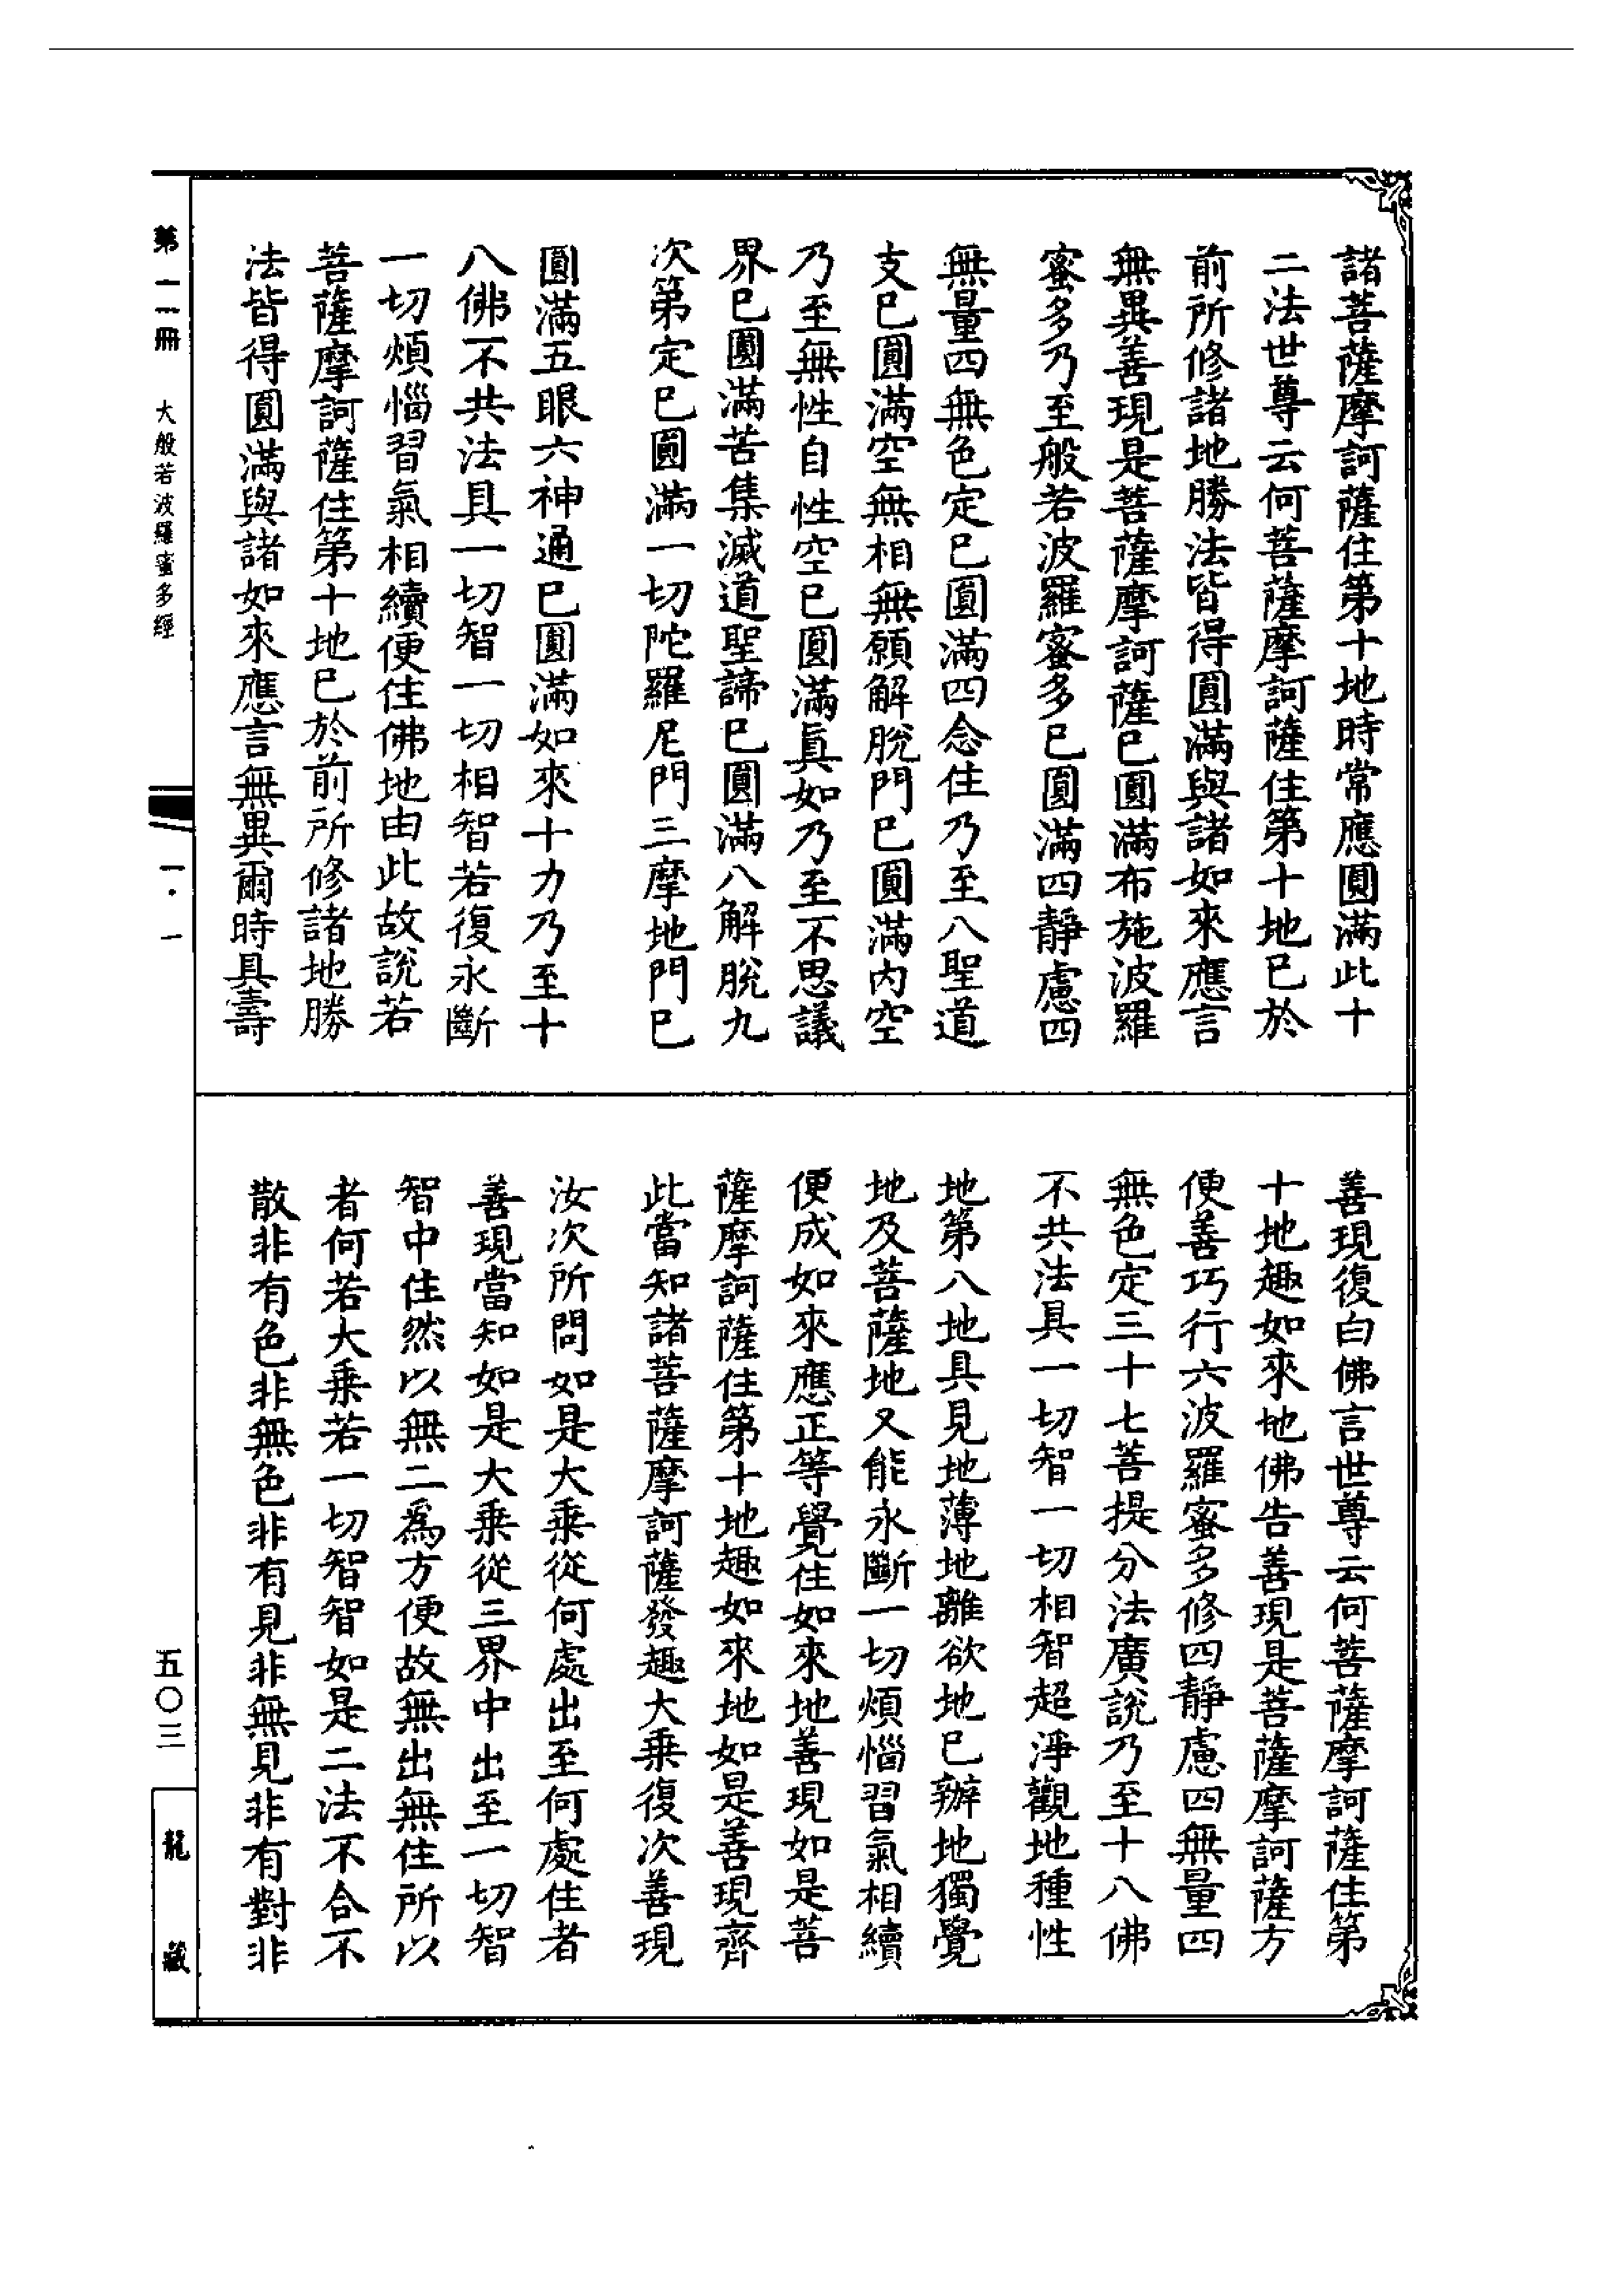 諸菩薩摩訶薩住第十地時常應圓滿此十
二法世尊云何菩薩摩訶薩住第十地已於
前所修諸地勝法皆得圓滿與諸如來應言
無異善現是菩薩摩訶薩已圓滿布施波羅
蜜多乃至般若波羅蜜多已圓滿四靜慮四
無量四無色定已圓滿四念住乃至八聖道
支已圓滿空無相無願解脫門已圓滿內空
乃至無性自性空已圓滿真如乃至不思議
界已圓滿苦集滅道聖諦已圓滿八解脫九
次第定已圓滿一切陀羅尼門三摩地門已
圓滿五眼六神通已圓滿如來十力乃至十
八佛不共法具一切智一切相智若復永斷
一切煩惱習氣相續便住佛地由此故說若
菩薩摩訶薩住第十地已於前所修諸地勝
法皆得圓滿與諸如來應言無異爾時具壽
善現復白佛言世尊云何菩薩摩訶薩住第
十地趣如來地佛告善現是菩薩摩訶薩方
便善巧行六波羅蜜多修四靜慮四無量四
無色定三十七菩提分法廣說乃至十八佛
不共法具一切智一切相智超淨觀地種性
地第八地具見地薄地離欲地已辦地獨覺
地及菩薩地又能永斷一切煩惱習氣相續
便成如來應正等覺住如來地善現如是菩
薩摩訶薩住第十地趣如來地如是善現齊
此當知諸菩薩摩訶薩發趣大乗復次善現
汝次所問如是大乗從何處出至何處住者
善現當知如是大乗從三界中出至一切智
智中住然以無二爲方便故無出無住所以
者何若大乗若一切智智如是二法不合不
散非有色非無色非有見非無見非有對非
第一二冊 大般若波羅蜜多經 一·一 五〇三 龍藏